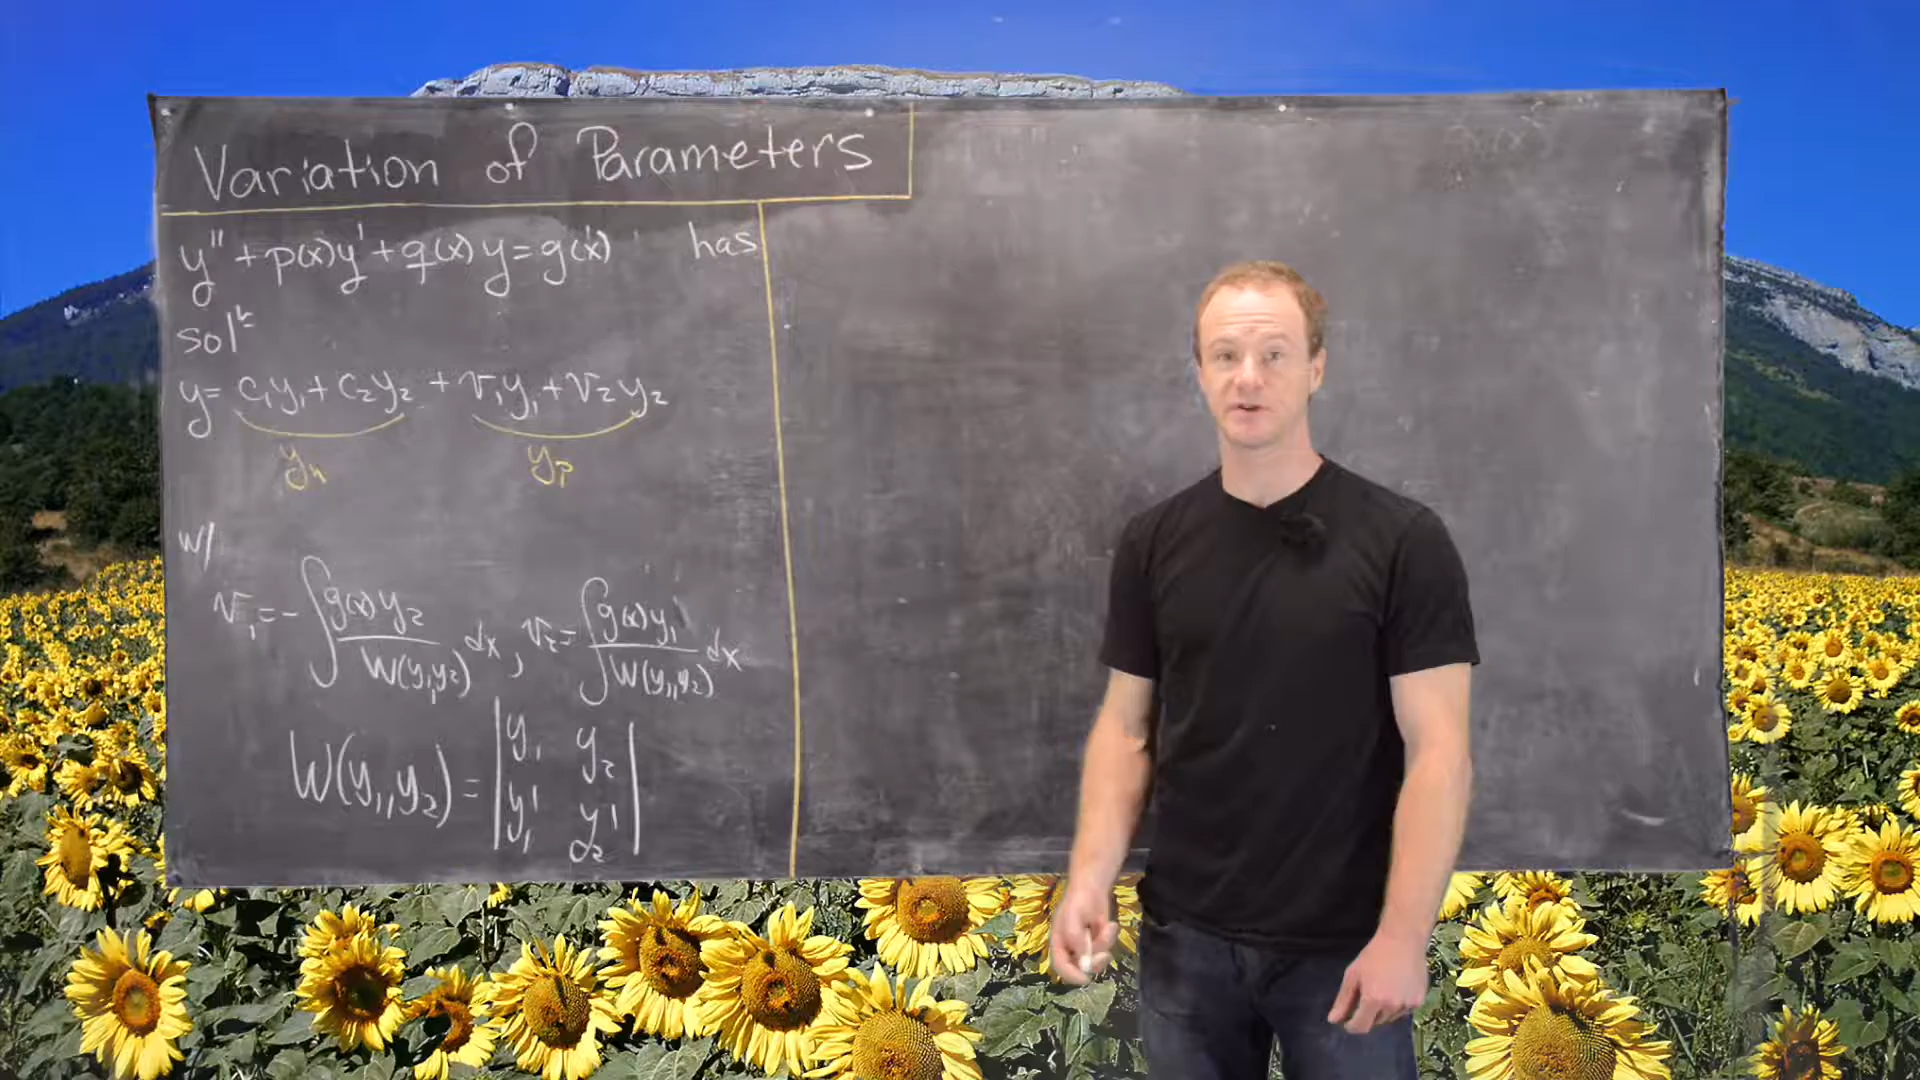 Variation of Parameters
y'' + p(x)y' + q(x)y = g(x) has
solⁿ
y = c₁y₁ + c₂y₂ + v₁y₁ + v₂y₂
yₕ yₚ
w/
v₁ = -∫ g(x)y₂ / W(y₁,y₂) dx, v₂ = ∫ g(x)y₁ / W(y₁,y₂) dx
W(y₁,y₂) = | y₁ y₂ |
| y₁' y₂' |